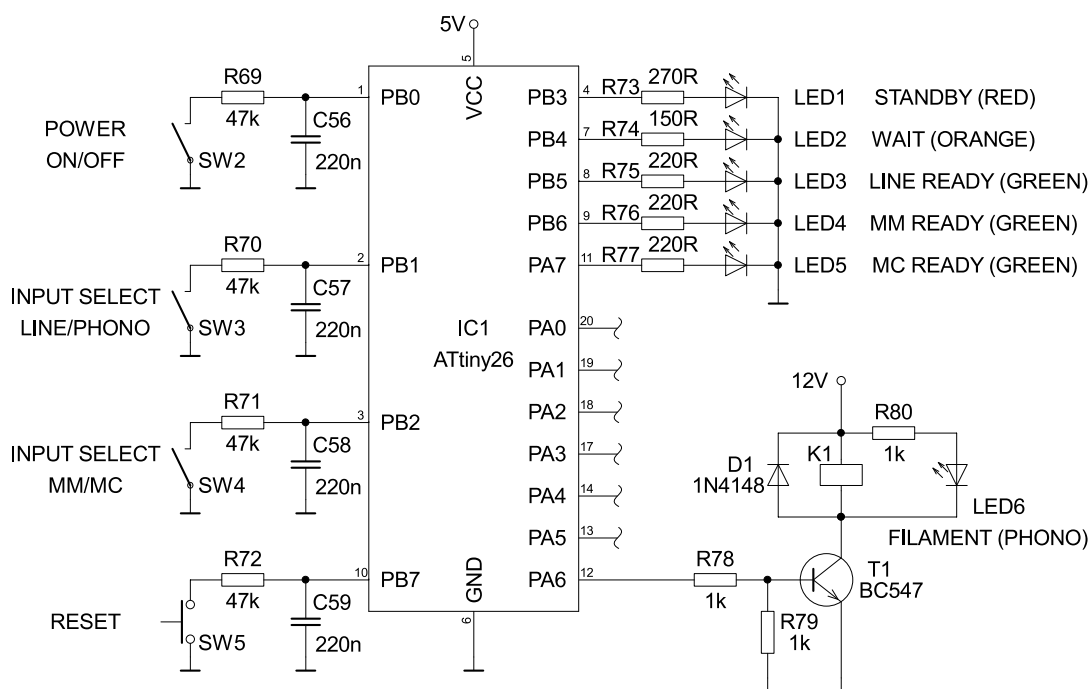 5V
5
VCC
R69
47k
C56
220n
1
PB0
POWER
ON/OFF
SW2
R70
47k
C57
220n
2
PB1
INPUT SELECT
LINE/PHONO
SW3
R71
47k
C58
220n
3
PB2
INPUT SELECT
MM/MC
SW4
R72
47k
C59
220n
10
PB7
RESET
SW5
IC1
ATtiny26
GND
6
PB3
4
R73
270R
LED1
STANDBY (RED)
PB4
7
R74
150R
LED2
WAIT (ORANGE)
PB5
8
R75
220R
LED3
LINE READY (GREEN)
PB6
9
R76
220R
LED4
MM READY (GREEN)
PA7
11
R77
220R
LED5
MC READY (GREEN)
PA0
20
PA1
19
PA2
18
PA3
17
PA4
14
PA5
13
PA6
12
12V
R80
1k
K1
D1
1N4148
LED6
FILAMENT (PHONO)
R78
1k
T1
BC547
R79
1k